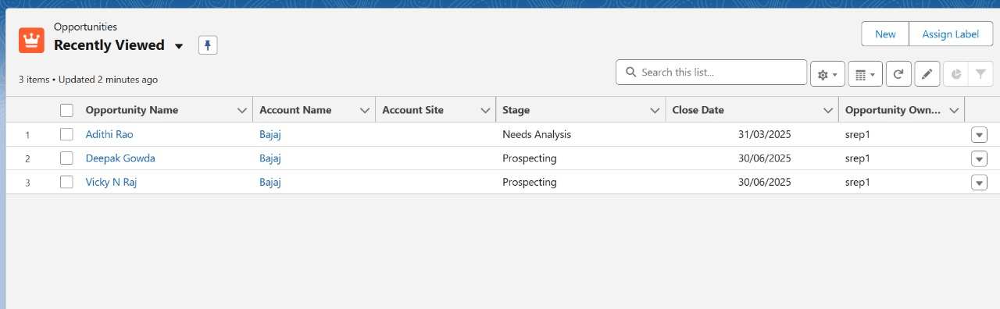 Opportunities
Recently Viewed
New Assign Label
3 items • Updated 2 minutes ago
Search this list...
Opportunity Name Account Name Account Site Stage Close Date Opportunity Own...
1 Adithi Rao Bajaj Needs Analysis 31/03/2025 srep1
2 Deepak Gowda Bajaj Prospecting 30/06/2025 srep1
3 Vicky N Raj Bajaj Prospecting 30/06/2025 srep1